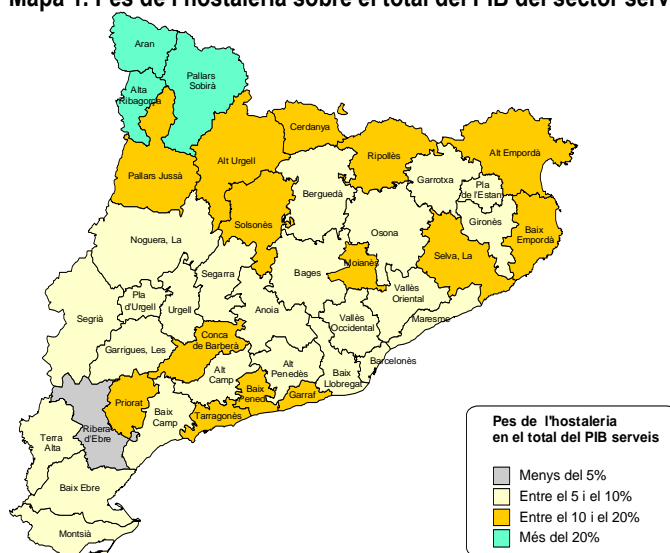 Mapa 1. Pes de l'hostaleria sobre el total del PIB del sector serv
Aran
Pallars
Sobirà
Alta
Ribagorça
Cerdanya
Alt Urgell
Ripollès
Alt Empordà
Pallars Jussà
Berguedà
Garrotxa
Pla
de l'Estan
Solsonès
Gironès
Baix
Empordà
Osona
Noguera, La
Moianès
Selva, La
Segarra
Bages
Vallès
Oriental
Pla
d'Urgell
Urgell
Anoia
Segrià
Vallès
Occidental
Maresme
Conca
de Barberà
Garrigues, Les
Barcelonès
Alt
Camp
Alt
Penedès
Baix
Llobregat
Priorat
Baix
Pened
Garraf
Baix
Camp
Tarragonès
Ribera
d'Ebre
Terra
Alta
Baix Ebre
Montsià
Pes de l'hostaleria
en el total del PIB serveis
Menys del 5%
Entre el 5 i el 10%
Entre el 10 i el 20%
Més del 20%